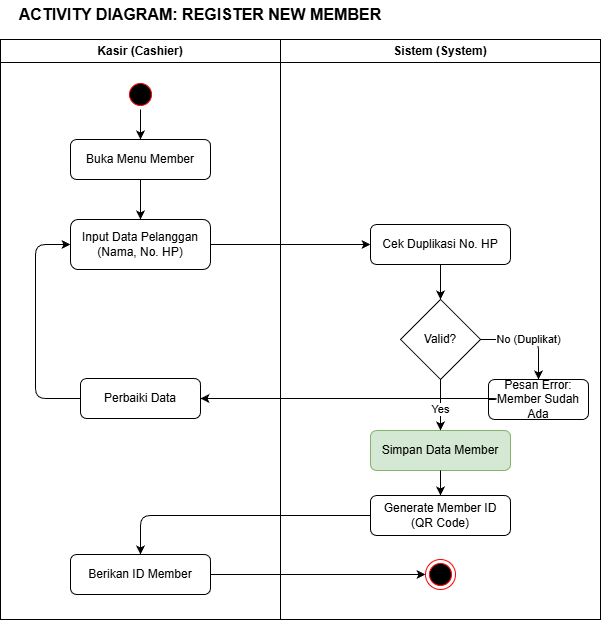 ACTIVITY DIAGRAM: REGISTER NEW MEMBER
Kasir (Cashier)
Sistem (System)
Buka Menu Member
Input Data Pelanggan
(Nama, No. HP)
Cek Duplikasi No. HP
Valid?
No (Duplikat)
Perbaiki Data
Pesan Error:
Member Sudah
Ada
Yes
Simpan Data Member
Generate Member ID
(QR Code)
Berikan ID Member